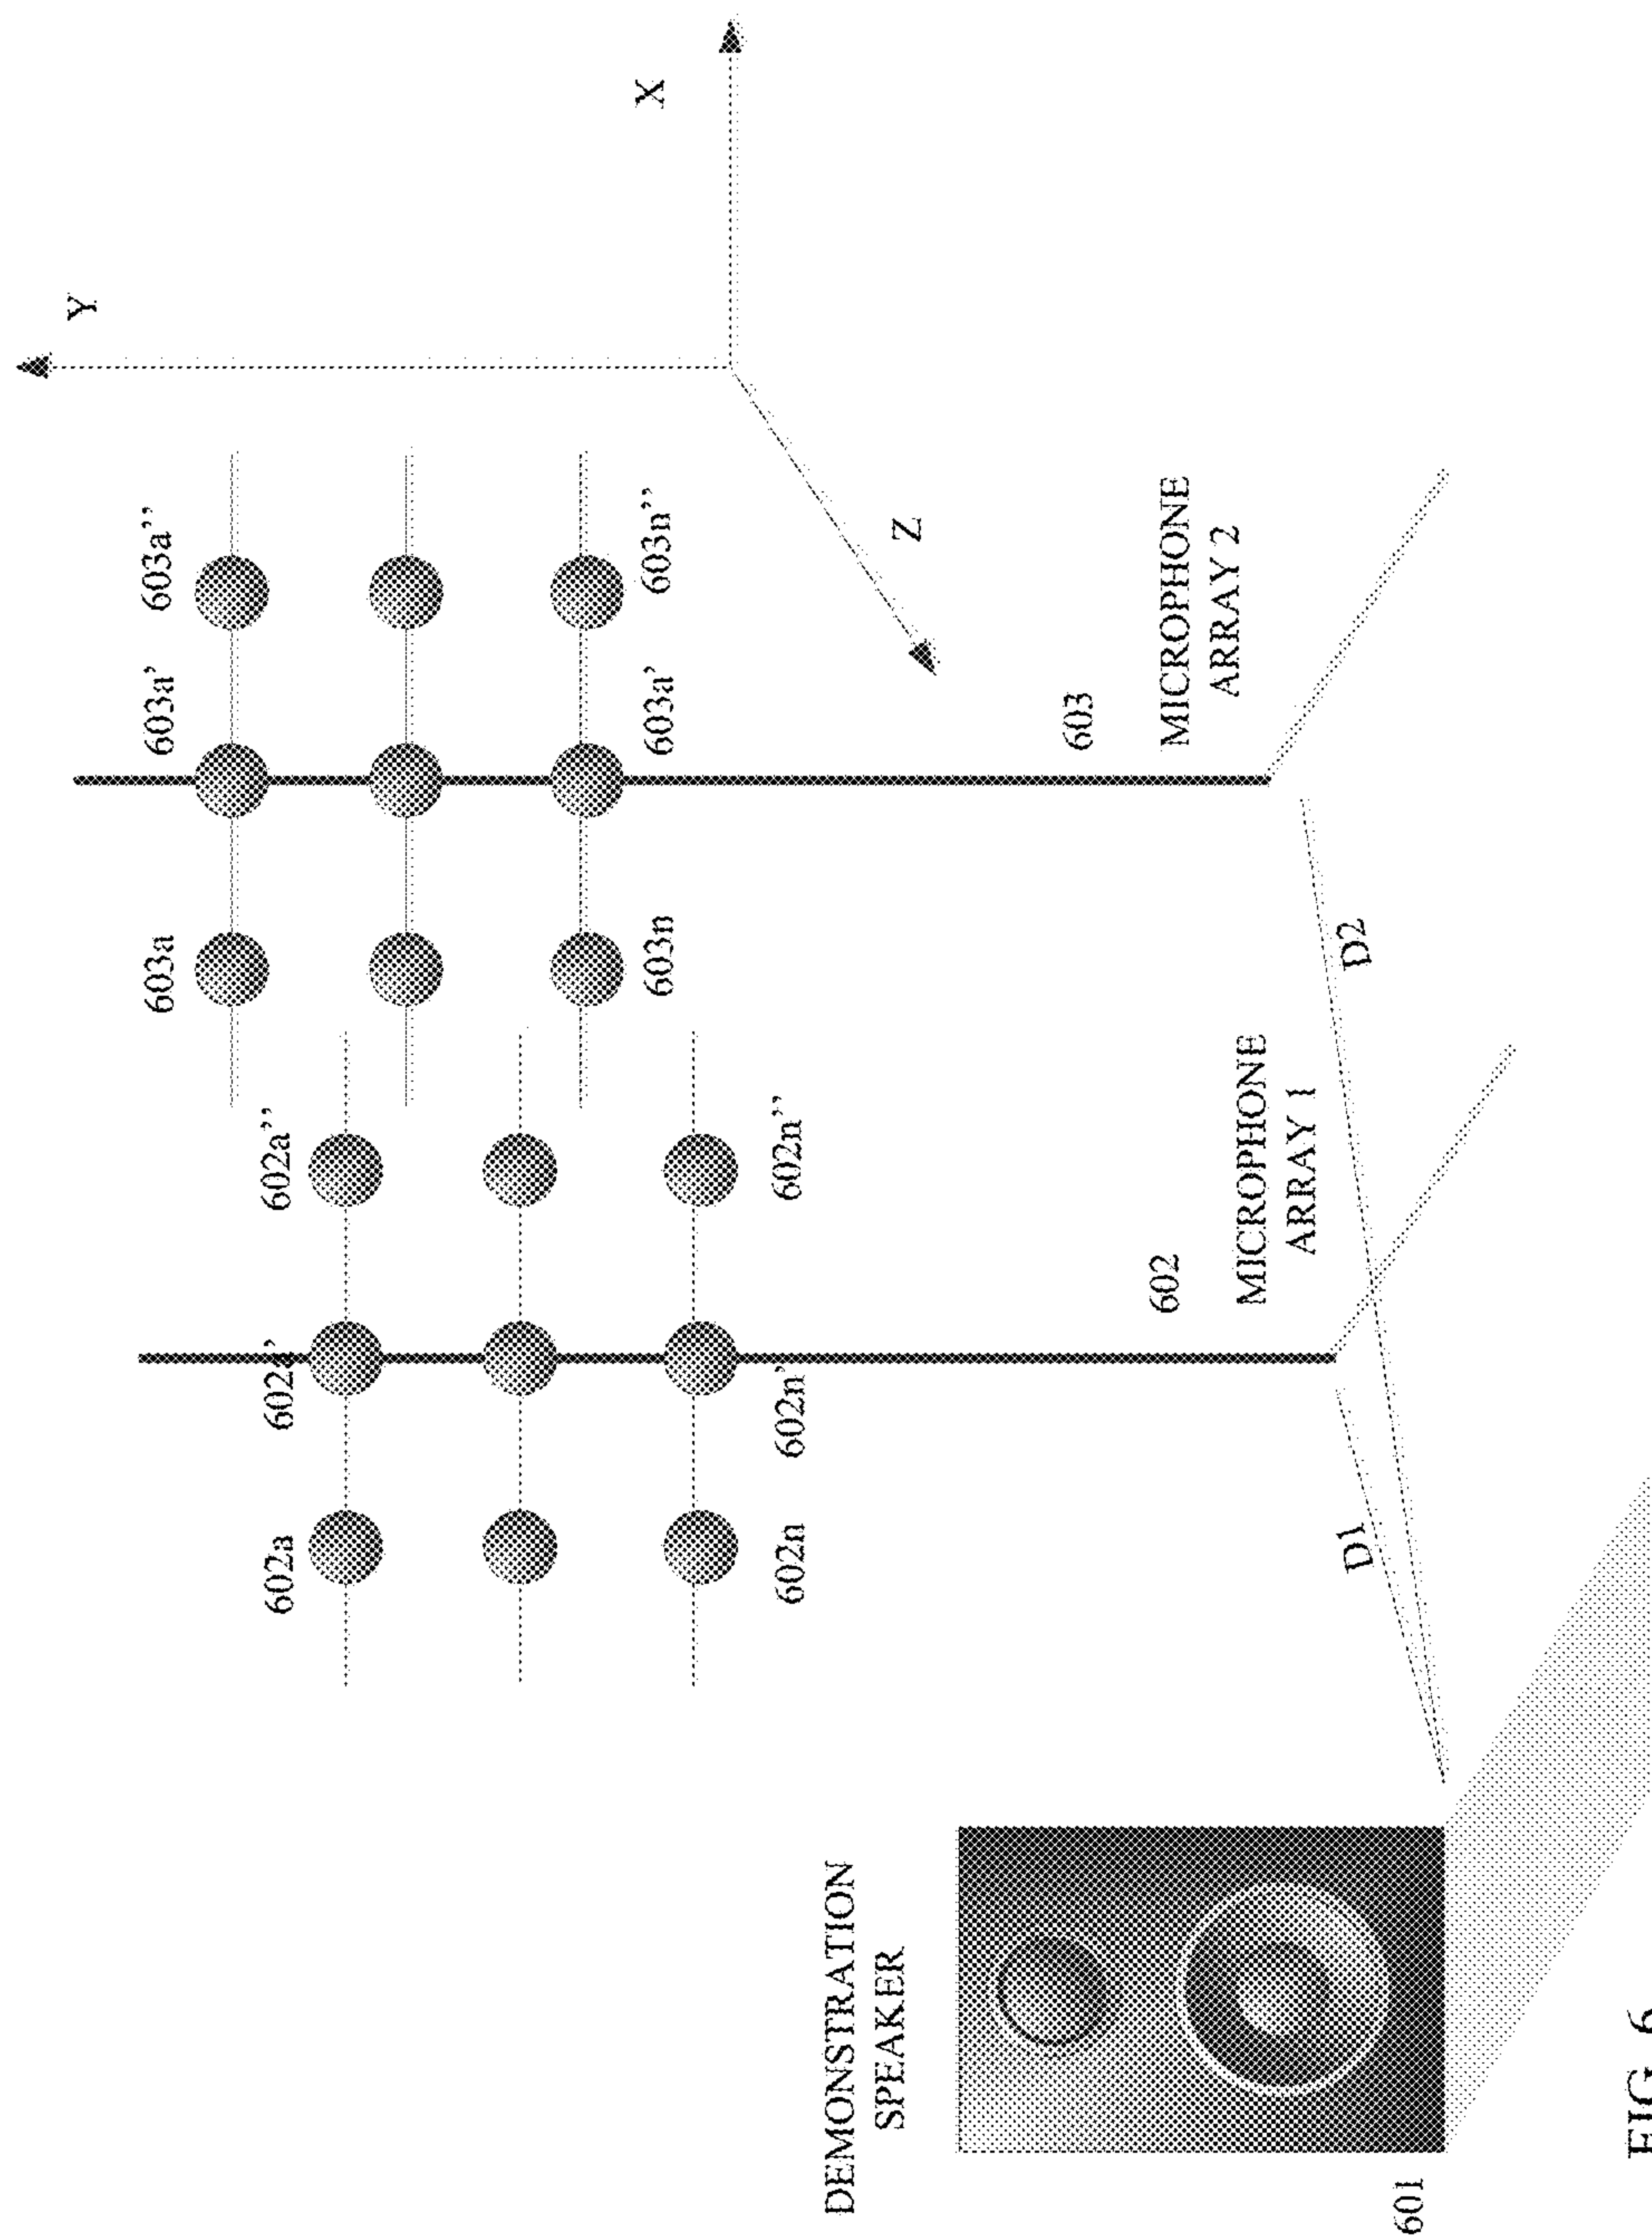 Y
X
Z
603a
603a'
603a''
602a
602a'
602a''
603n
603a'
603n''
602n
602n'
602n''
DEMONSTRATION
SPEAKER
603
MICROPHONE
ARRAY 2
602
MICROPHONE
ARRAY 1
D1
D2
601
FIG. 6